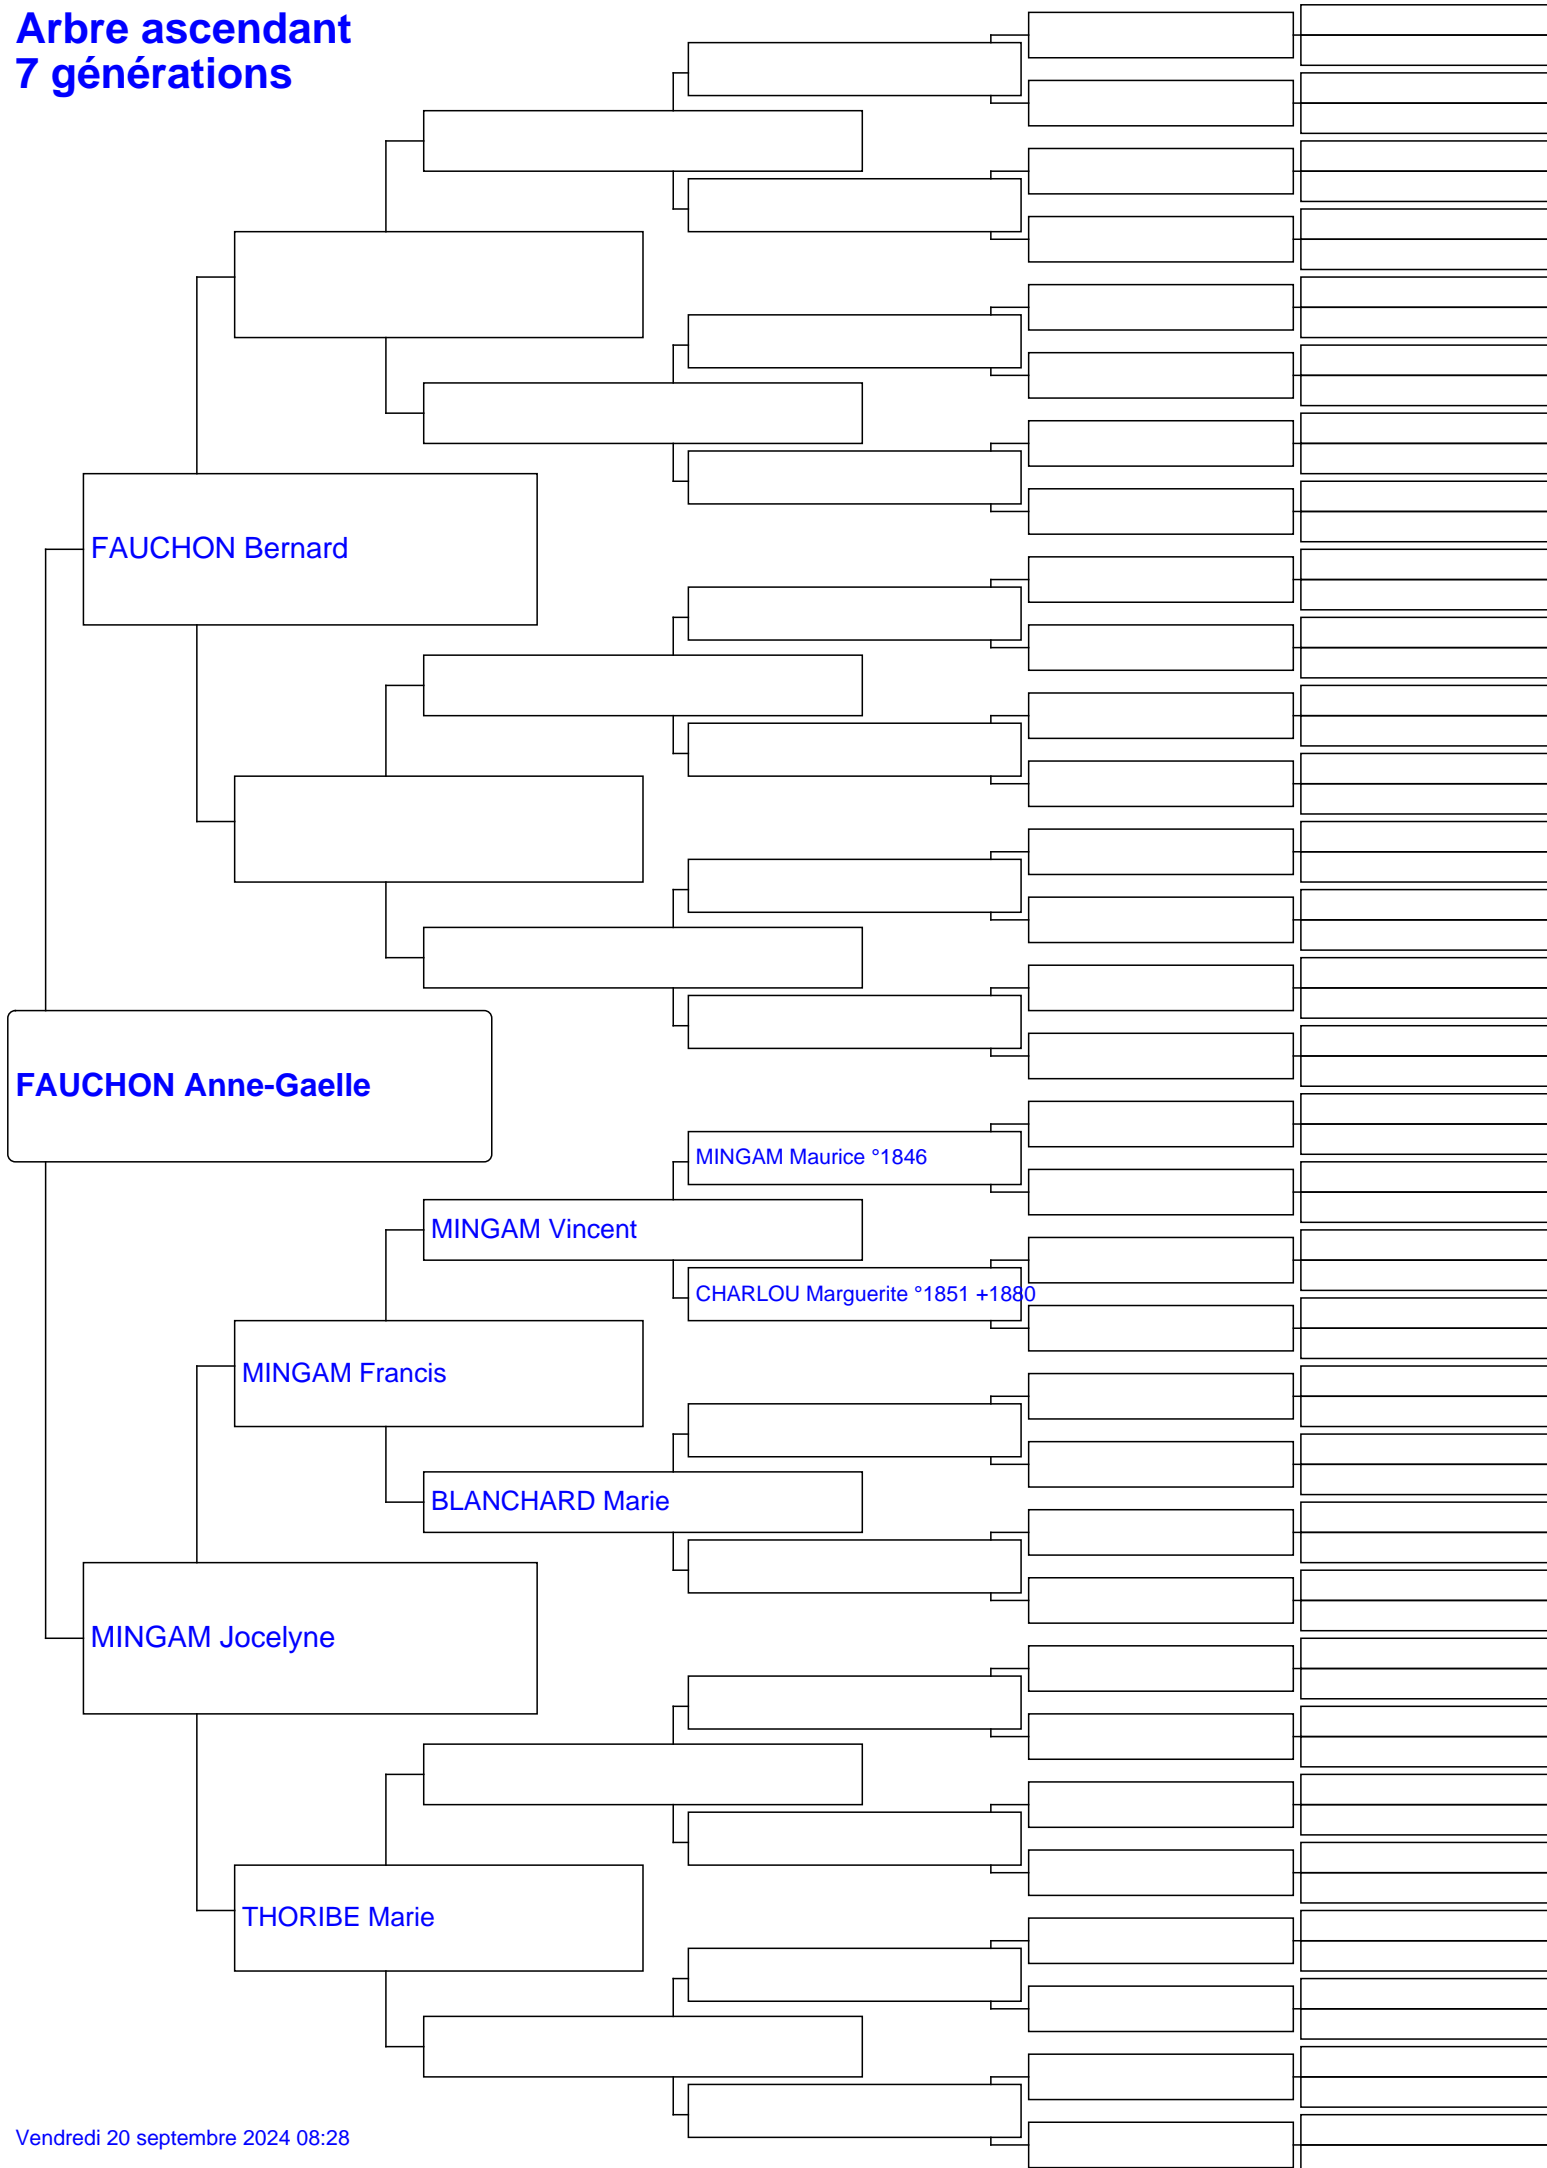 Arbre ascendant
7 générations
FAUCHON Bernard
FAUCHON Anne-Gaelle
MINGAM Maurice °1846
MINGAM Vincent
CHARLOU Marguerite °1851 +1880
MINGAM Francis
BLANCHARD Marie
MINGAM Jocelyne
THORIBE Marie
Vendredi 20 septembre 2024 08:28